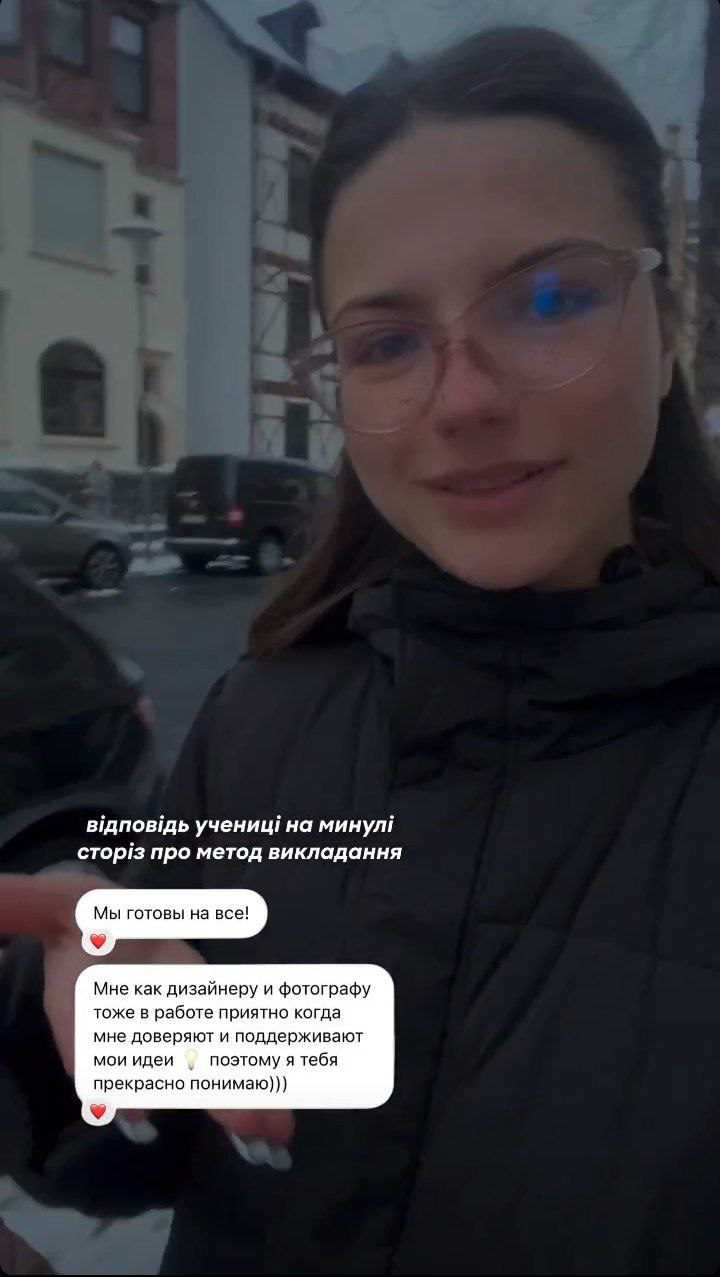 відповідь учениці на минулі
сторіз про метод викладання
Мы готовы на все!
Мне как дизайнеру и фотографу
тоже в работе приятно когда
мне доверяют и поддерживают
мои идеи 💡 поэтому я тебя
прекрасно понимаю)))